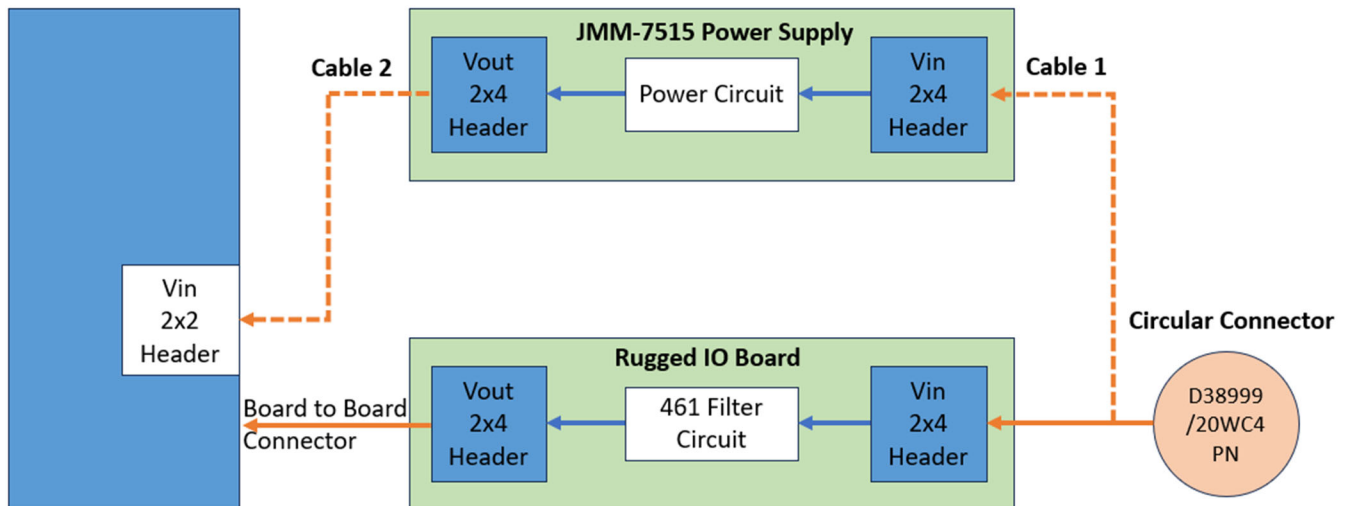 JMM-7515 Power Supply
Cable 2
Vout
2x4
Header
Power Circuit
Vin
2x4
Header
Cable 1
Vin
2x2
Header
Circular Connector
D38999
/20WC4
PN
Rugged IO Board
Board to Board
Connector
Vout
2x4
Header
461 Filter
Circuit
Vin
2x4
Header